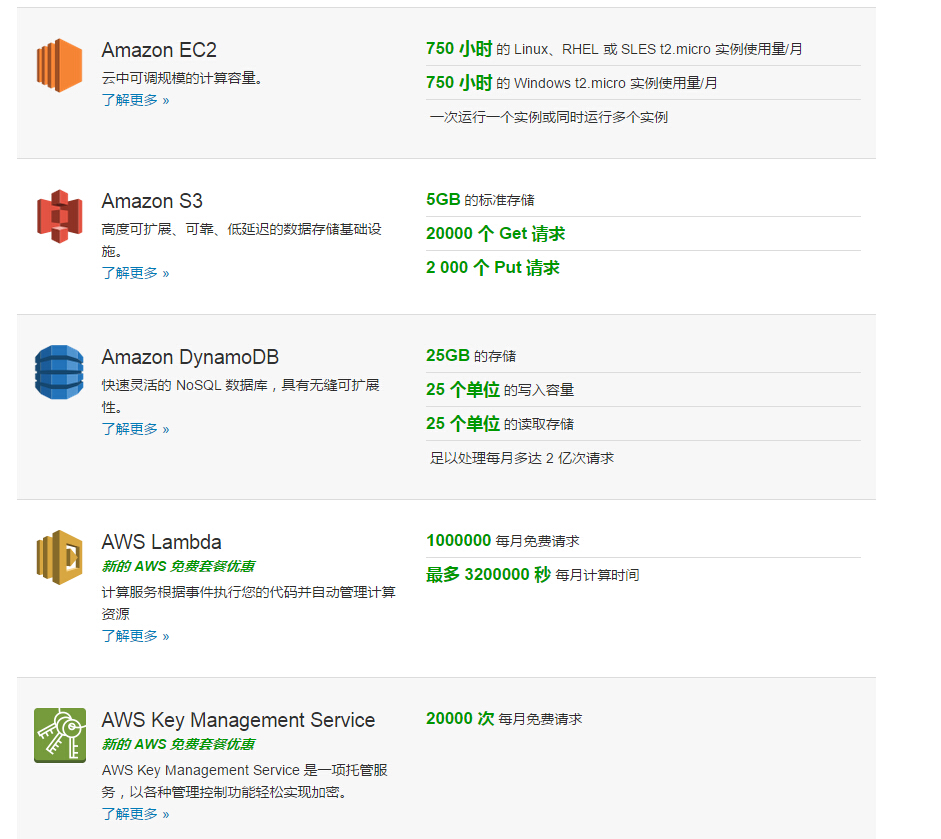 Amazon EC2
云中可调规模的计算容量。
了解更多 »
750 小时 的 Linux、RHEL 或 SLES t2.micro 实例使用量/月
750 小时 的 Windows t2.micro 实例使用量/月
一次运行一个实例或同时运行多个实例
Amazon S3
高度可扩展、可靠、低延迟的数据存储基础设
施。
了解更多 »
5GB 的标准存储
20000 个 Get 请求
2 000 个 Put 请求
Amazon DynamoDB
快速灵活的 NoSQL 数据库，具有无缝可扩展
性。
了解更多 »
25GB 的存储
25 个单位 的写入容量
25 个单位 的读取存储
足以处理每月多达 2 亿次请求
AWS Lambda
新的 AWS 免费套餐优惠
计算服务根据事件执行您的代码并自动管理计算
资源
了解更多 »
1000000 每月免费请求
最多 3200000 秒 每月计算时间
AWS Key Management Service
新的 AWS 免费套餐优惠
AWS Key Management Service 是一项托管服
务，以各种管理控制功能轻松实现加密。
了解更多 »
20000 次 每月免费请求